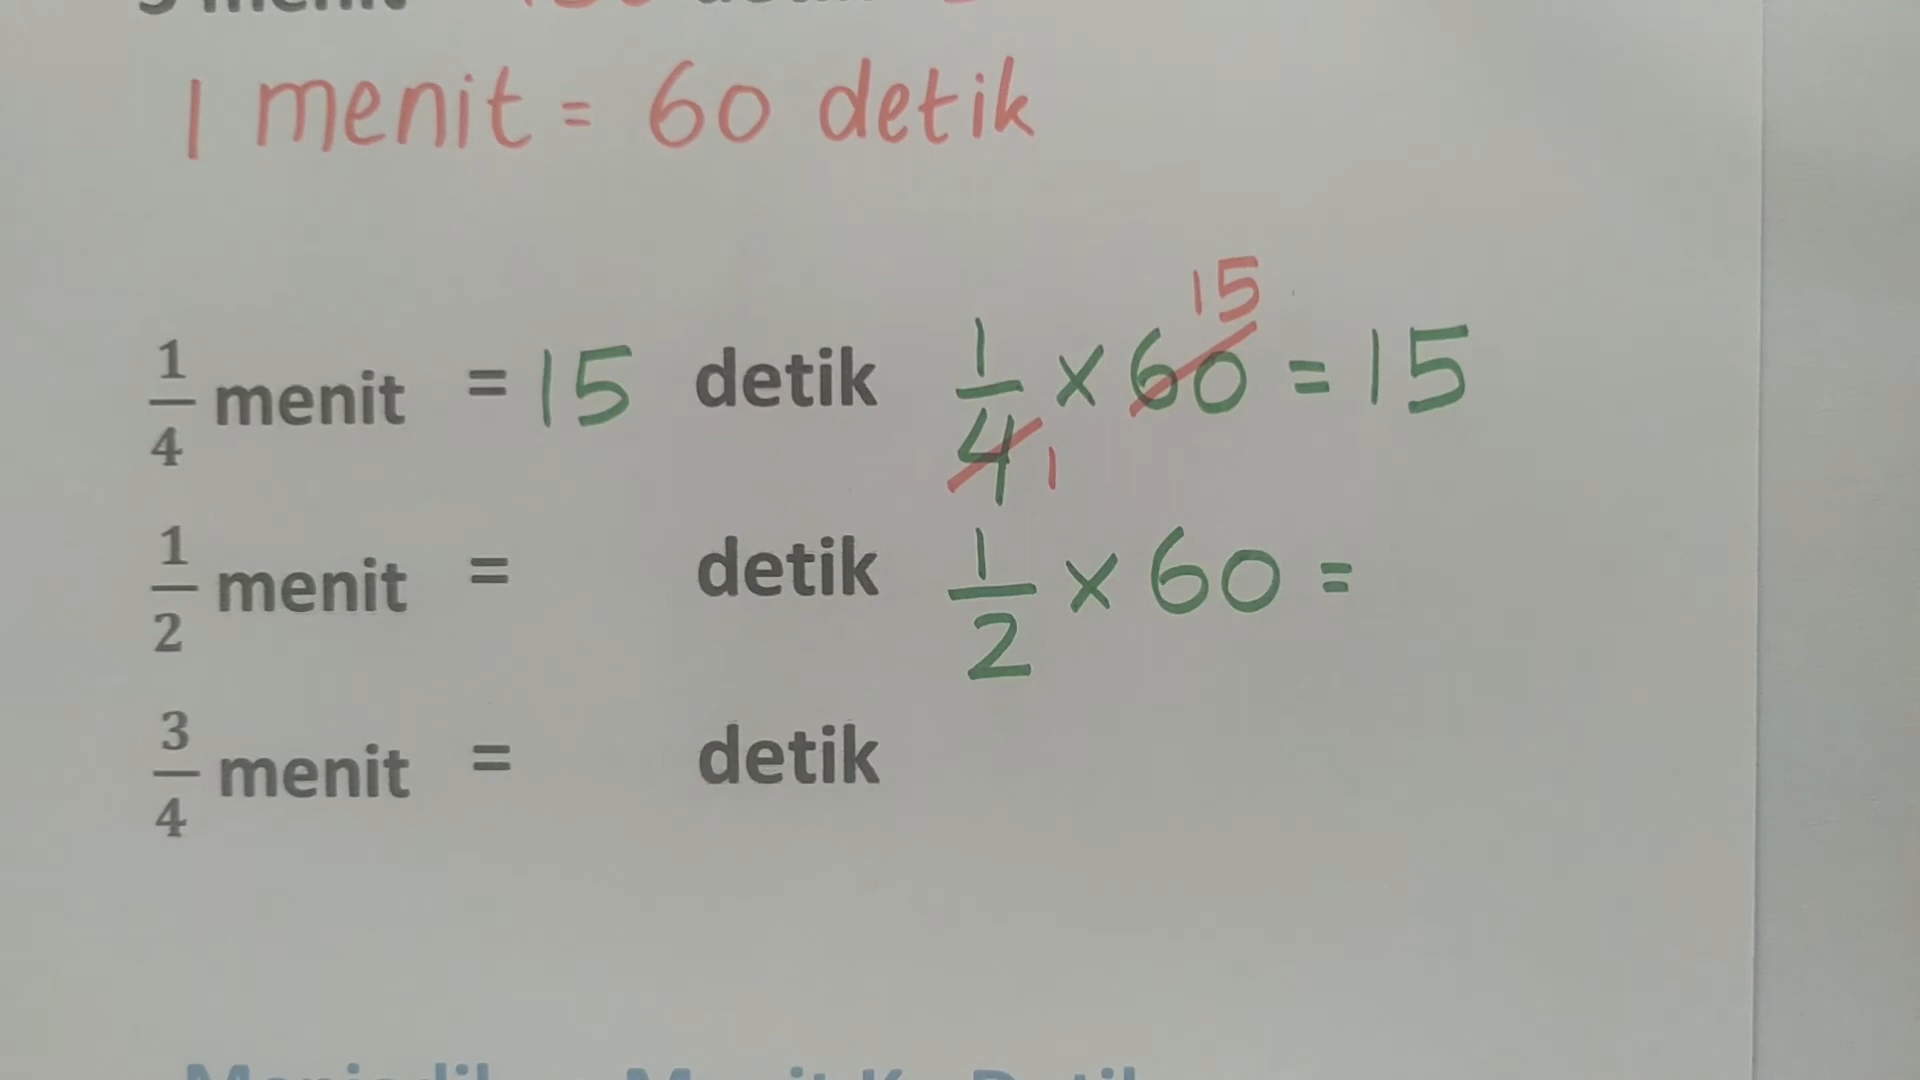 menit
1 menit = 60 detik
15
1/4 menit = 15 detik 1/4 x 60 = 15
1
1/2 menit = detik 1/2 x 60 =
3/4 menit = detik